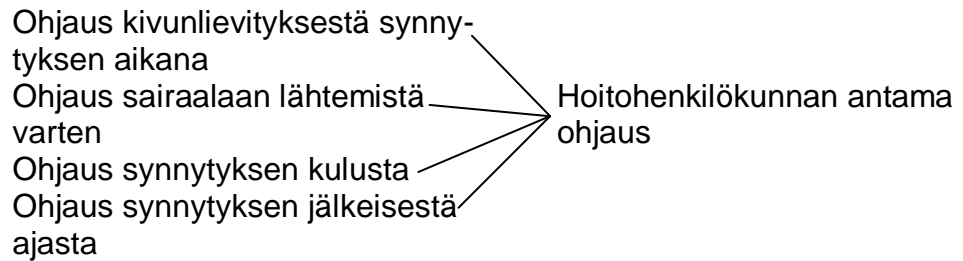 Ohjaus kivunlievityksestä synny-
tyksen aikana
Ohjaus sairaalaan lähtemistä
varten
Ohjaus synnytyksen kulusta
Ohjaus synnytyksen jälkeisestä
ajasta
Hoitohenkilökunnan antama
ohjaus